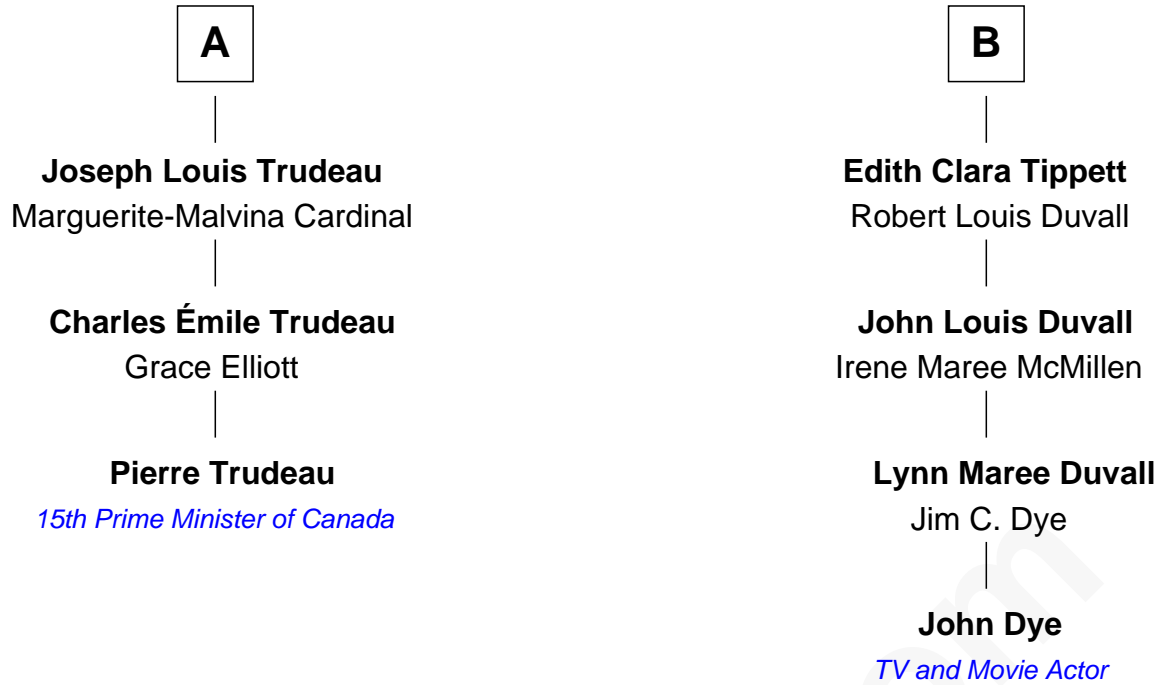 A
Joseph Louis Trudeau
Marguerite-Malvina Cardinal
Charles Émile Trudeau
Grace Elliott
Pierre Trudeau
15th Prime Minister of Canada
B
Edith Clara Tippett
Robert Louis Duvall
John Louis Duvall
Irene Maree McMillen
Lynn Maree Duvall
Jim C. Dye
John Dye
TV and Movie Actor